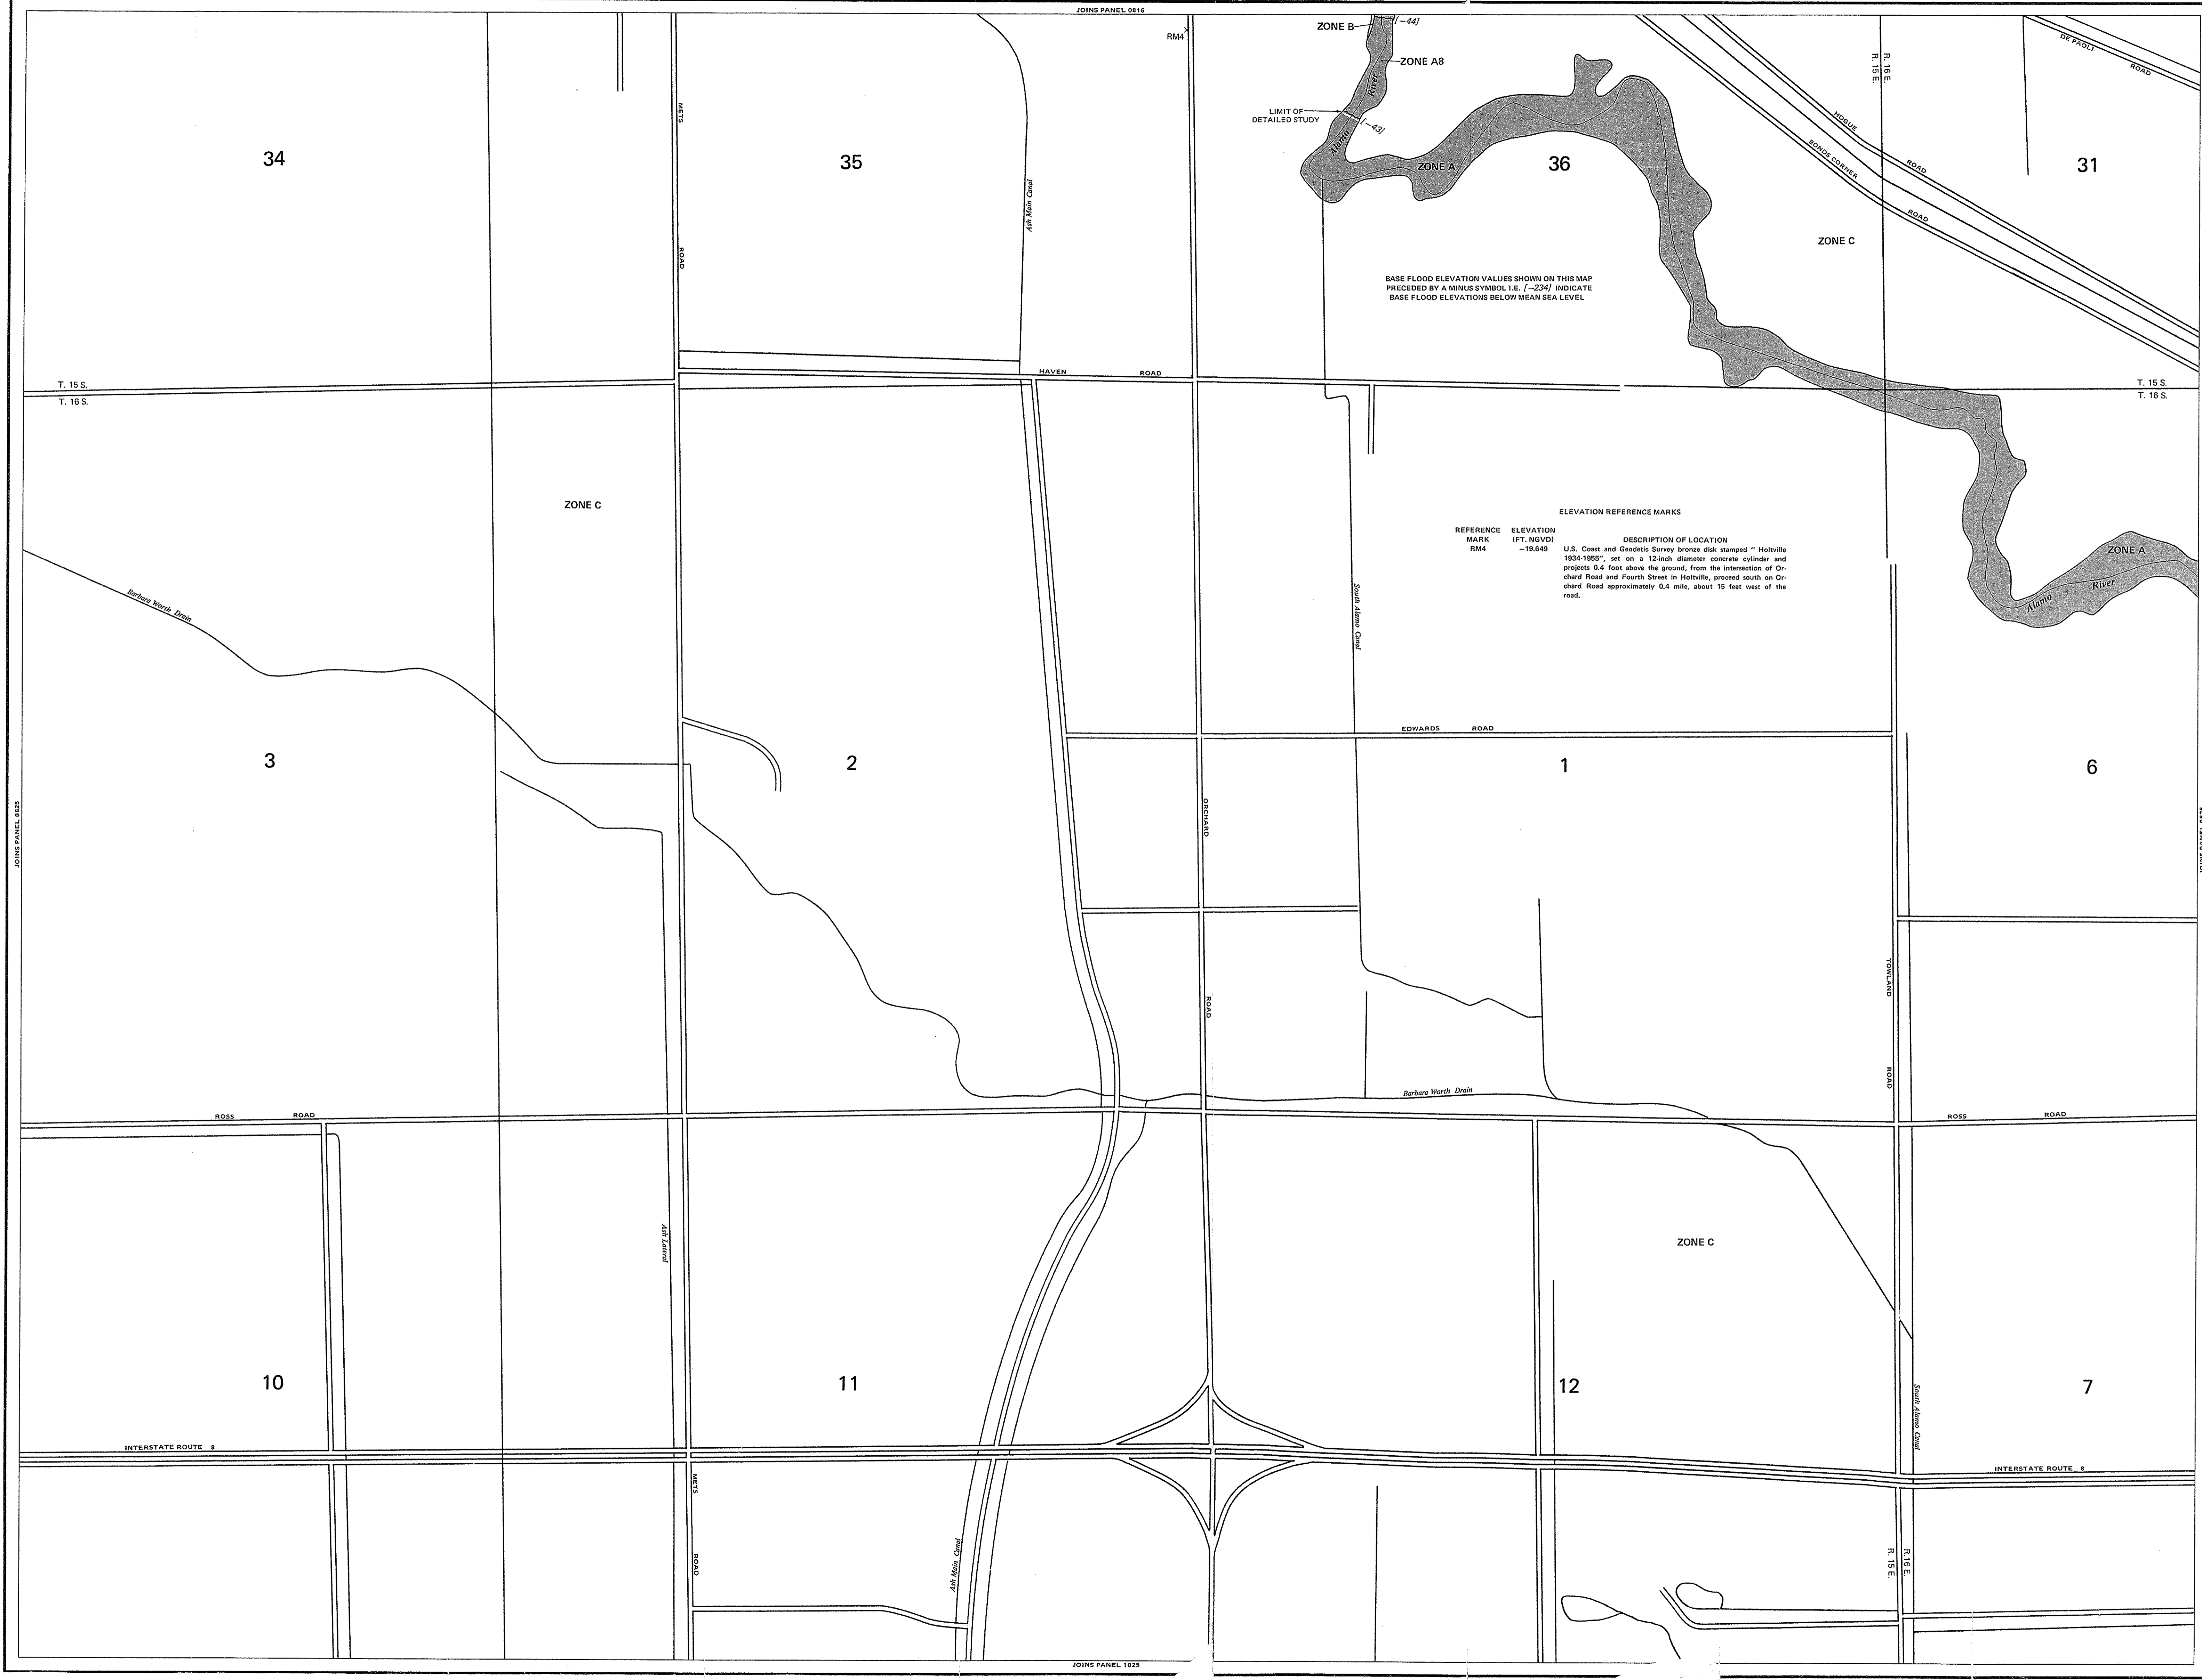 JOINS PANEL 0816
ZONE B
[-44]
RM4
ZONE A8
River
LIMIT OF
DETAILED STUDY
[-43]
Alamo
DE PAOLI
ROAD
R. 15 E.
R. 16 E.
HOGUE
ROAD
BONDS CORNER
ROAD
METS
ROAD
Ash Main Canal
34
35
ZONE A
36
31
ZONE C
BASE FLOOD ELEVATION VALUES SHOWN ON THIS MAP
PRECEDED BY A MINUS SYMBOL I.E. [-234] INDICATE
BASE FLOOD ELEVATIONS BELOW MEAN SEA LEVEL
HAVEN ROAD
T. 15 S.
T. 16 S.
T. 15 S.
T. 16 S.
ZONE C
ELEVATION REFERENCE MARKS
REFERENCE ELEVATION
MARK (FT. NGVD) DESCRIPTION OF LOCATION
RM4 -19.649 U.S. Coast and Geodetic Survey bronze disk stamped " Holtville
1934-1955", set on a 12-inch diameter concrete cylinder and
projects 0.4 foot above the ground, from the intersection of Or-
chard Road and Fourth Street in Holtville, proceed south on Or-
chard Road approximately 0.4 mile, about 15 feet west of the
road.
ZONE A
Alamo River
Barbara Worth Drain
South Alamo Canal
EDWARDS ROAD
3
2
1
6
JOINS PANEL 0825
ORCHARD
ROAD
TOWLAND
ROAD
Barbara Worth Drain
ROSS ROAD
ROSS ROAD
Ash Lateral
ZONE C
10
11
12
7
South Alamo Canal
INTERSTATE ROUTE 8
INTERSTATE ROUTE 8
METS
ROAD
Ash Main Canal
R. 15 E.
R.16 E.
JOINS PANEL 1025